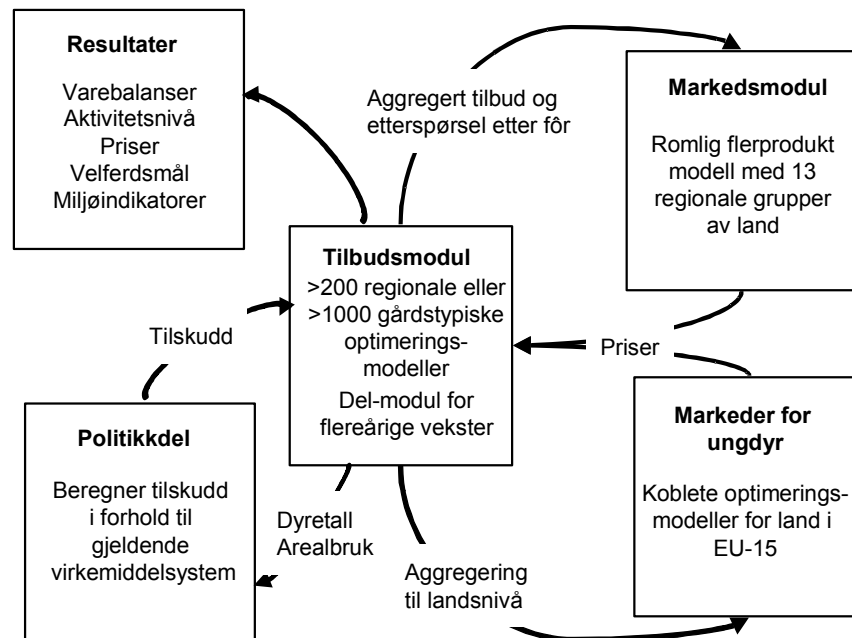 Resultater
Varebalanser
Aktivitetsnivå
Priser
Velferdsmål
Miljøindikatorer
Aggregert tilbud og
etterspørsel etter fôr
Markedsmodul
Romlig flerprodukt
modell med 13
regionale grupper
av land
Tilbudsmodul
>200 regionale eller
>1000 gårdstypiske
optimerings-
modeller
Del-modul for
flereårige vekster
Tilskudd
Priser
Politikkdel
Beregner tilskudd
i forhold til
gjeldende
virkemiddelsystem
Dyretall
Arealbruk
Aggregering
til landsnivå
Markeder for
ungdyr
Koblete optimerings-
modeller for land i
EU-15